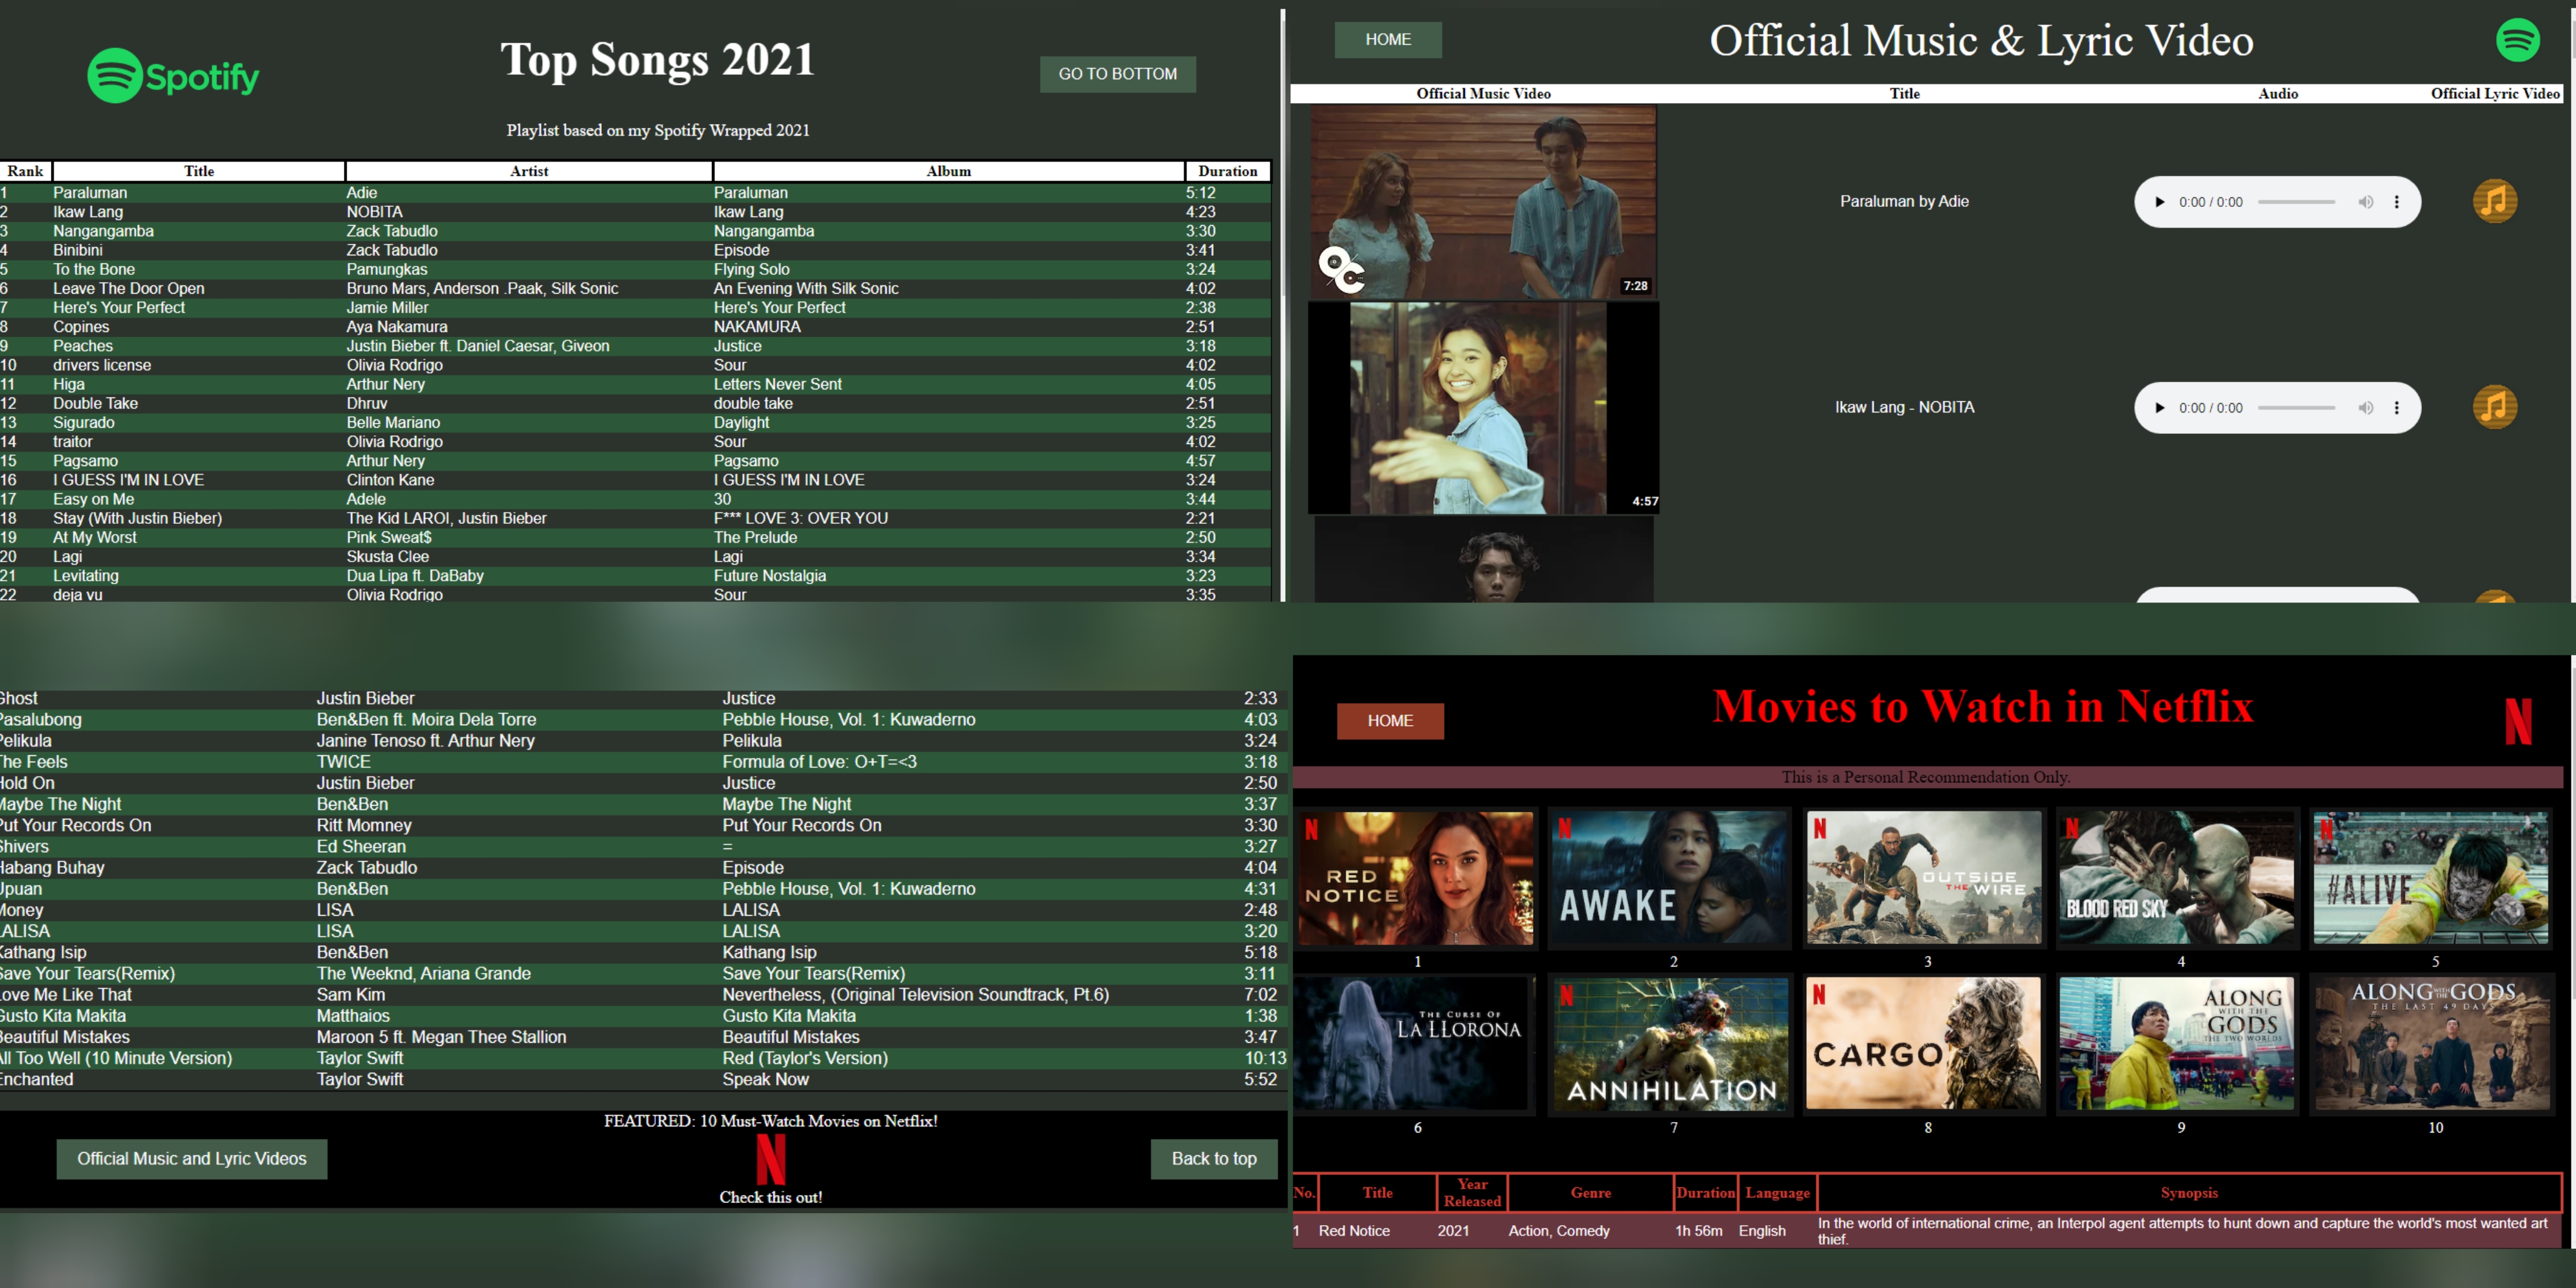 Spotify
Top Songs 2021
GO TO BOTTOM
Playlist based on my Spotify Wrapped 2021
Rank Title Artist Album Duration
1 Paraluman Adie Paraluman 5:12
2 Ikaw Lang NOBITA Ikaw Lang 4:23
3 Nangangamba Zack Tabudlo Nangangamba 3:30
4 Binibini Zack Tabudlo Episode 3:41
5 To the Bone Pamungkas Flying Solo 3:24
6 Leave The Door Open Bruno Mars, Anderson .Paak, Silk Sonic An Evening With Silk Sonic 4:02
7 Here's Your Perfect Jamie Miller Here's Your Perfect 2:38
8 Copines Aya Nakamura NAKAMURA 2:51
9 Peaches Justin Bieber ft. Daniel Caesar, Giveon Justice 3:18
10 drivers license Olivia Rodrigo Sour 4:02
11 Higa Arthur Nery Letters Never Sent 4:05
12 Double Take Dhruv double take 2:51
13 Sigurado Belle Mariano Daylight 3:25
14 traitor Olivia Rodrigo Sour 4:02
15 Pagsamo Arthur Nery Pagsamo 4:57
16 I GUESS I'M IN LOVE Clinton Kane I GUESS I'M IN LOVE 3:24
17 Easy on Me Adele 30 3:44
18 Stay (With Justin Bieber) The Kid LAROI, Justin Bieber F*** LOVE 3: OVER YOU 2:21
19 At My Worst Pink Sweat$ The Prelude 2:50
20 Lagi Skusta Clee Lagi 3:34
21 Levitating Dua Lipa ft. DaBaby Future Nostalgia 3:23
22 deja vu Olivia Rodrigo Sour 3:35
HOME
Official Music & Lyric Video
Official Music Video Title Audio Official Lyric Video
7:28
Paraluman by Adie
0:00 / 0:00
4:57
Ikaw Lang - NOBITA
0:00 / 0:00
Ghost Justin Bieber Justice 2:33
Pasalubong Ben&Ben ft. Moira Dela Torre Pebble House, Vol. 1: Kuwaderno 4:03
Pelikula Janine Tenoso ft. Arthur Nery Pelikula 3:24
The Feels TWICE Formula of Love: O+T=<3 3:18
Hold On Justin Bieber Justice 2:50
Maybe The Night Ben&Ben Maybe The Night 3:37
Put Your Records On Ritt Momney Put Your Records On 3:30
Shivers Ed Sheeran = 3:27
Habang Buhay Zack Tabudlo Episode 4:04
Upuan Ben&Ben Pebble House, Vol. 1: Kuwaderno 4:31
Money LISA LALISA 2:48
LALISA LISA LALISA 3:20
Kathang Isip Ben&Ben Kathang Isip 5:18
Save Your Tears(Remix) The Weeknd, Ariana Grande Save Your Tears(Remix) 3:11
Love Me Like That Sam Kim Nevertheless, (Original Television Soundtrack, Pt.6) 7:02
Gusto Kita Makita Matthaios Gusto Kita Makita 1:38
Beautiful Mistakes Maroon 5 ft. Megan Thee Stallion Beautiful Mistakes 3:47
All Too Well (10 Minute Version) Taylor Swift Red (Taylor's Version) 10:13
Enchanted Taylor Swift Speak Now 5:52
FEATURED: 10 Must-Watch Movies on Netflix!
Official Music and Lyric Videos
N
Back to top
Check this out!
HOME
Movies to Watch in Netflix
N
This is a Personal Recommendation Only.
N RED NOTICE
N AWAKE
N OUTSIDE THE WIRE
N BLOOD RED SKY
N #ALIVE
1 2 3 4 5
THE CURSE OF LA LLORONA
N ANNIHILATION
N CARGO
ALONG WITH THE GODS THE TWO WORLDS
ALONG WITH THE GODS THE LAST 49 DAYS
6 7 8 9 10
No. Title Year Released Genre Duration Language Synopsis
1 Red Notice 2021 Action, Comedy 1h 56m English In the world of international crime, an Interpol agent attempts to hunt down and capture the world's most wanted art
thief.